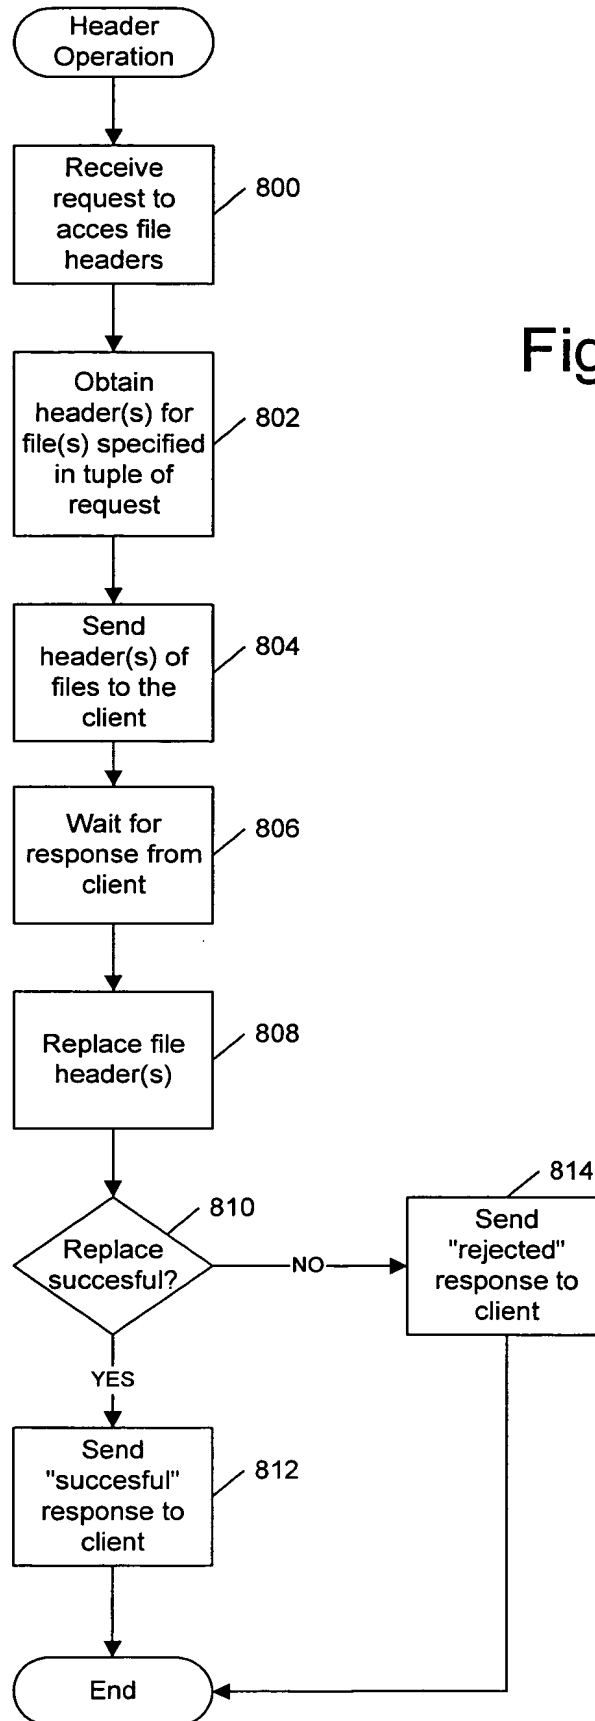 Header
Operation
Receive
request to
acces file
headers
800
Fig
Obtain
header(s) for
file(s) specified
in tuple of
request
802
Send
header(s) of
files to the
client
804
Wait for
response from
client
806
Replace file
header(s)
808
810
Replace
succesful?
NO
814
Send
"rejected"
response to
client
YES
Send
"succesful"
response to
client
812
End